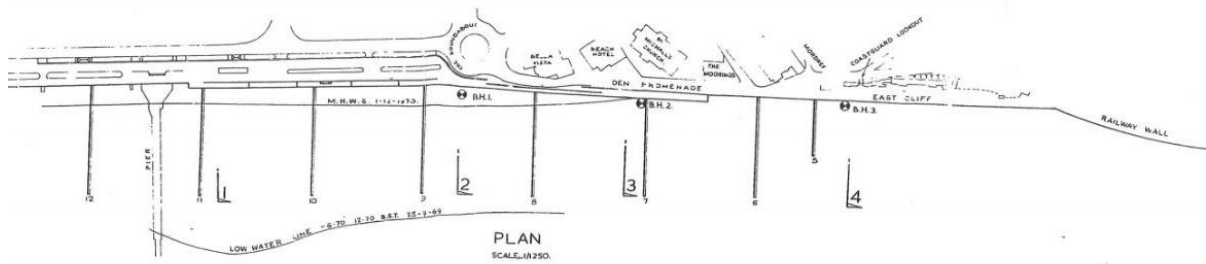 THE ROUNDABOUT
BELLA VISTA
BEACH
HOTEL
ST
MICHAELS
CHURCH
THE
MOORINGS
COASTGUARD LOOKOUT
DEN PROMENADE
EAST CLIFF
RAILWAY WALL
M.H.W.S.
B.H.1.
B.H.2.
B.H.3.
PIER
12
11
10
9
8
7
6
5
1
2
3
4
LOW WATER LINE
PLAN
SCALE 1/1250.